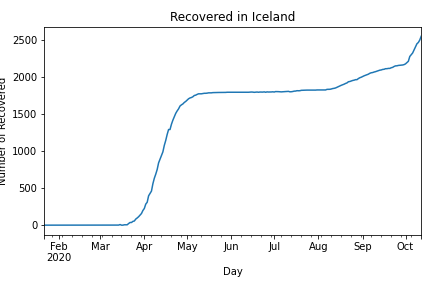 Recovered in Iceland
Number of Recovered
2500
2000
1500
1000
500
0
Feb Mar Apr May Jun Jul Aug Sep Oct
2020
Day